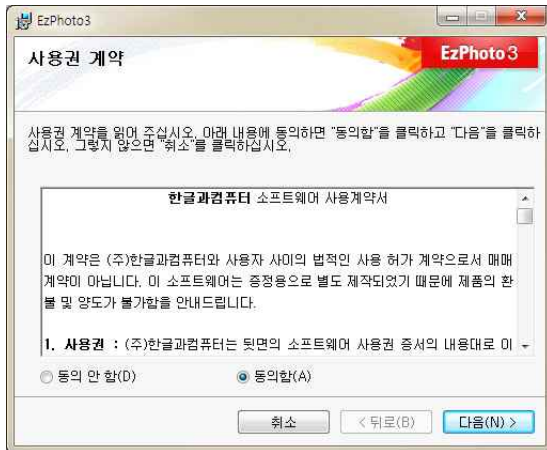 EzPhoto3
사용권 계약
EzPhoto 3
사용권 계약을 읽어 주십시오. 아래 내용에 동의하면 "동의함"을 클릭하고 "다음"을 클릭하
십시오. 그렇지 않으면 "취소"를 클릭하십시오.
한글과컴퓨터 소프트웨어 사용계약서
이 계약은 (주)한글과컴퓨터와 사용자 사이의 법적인 사용 허가 계약으로서 매매
계약이 아닙니다. 이 소프트웨어는 증정용으로 별도 제작되었기 때문에 제품의 환
불 및 양도가 불가함을 안내드립니다.
1. 사용권 : (주)한글과컴퓨터는 뒷면의 소프트웨어 사용권 증서의 내용대로 이
동의 안 함(D)
동의함(A)
취소
< 뒤로(B)
다음(N) >